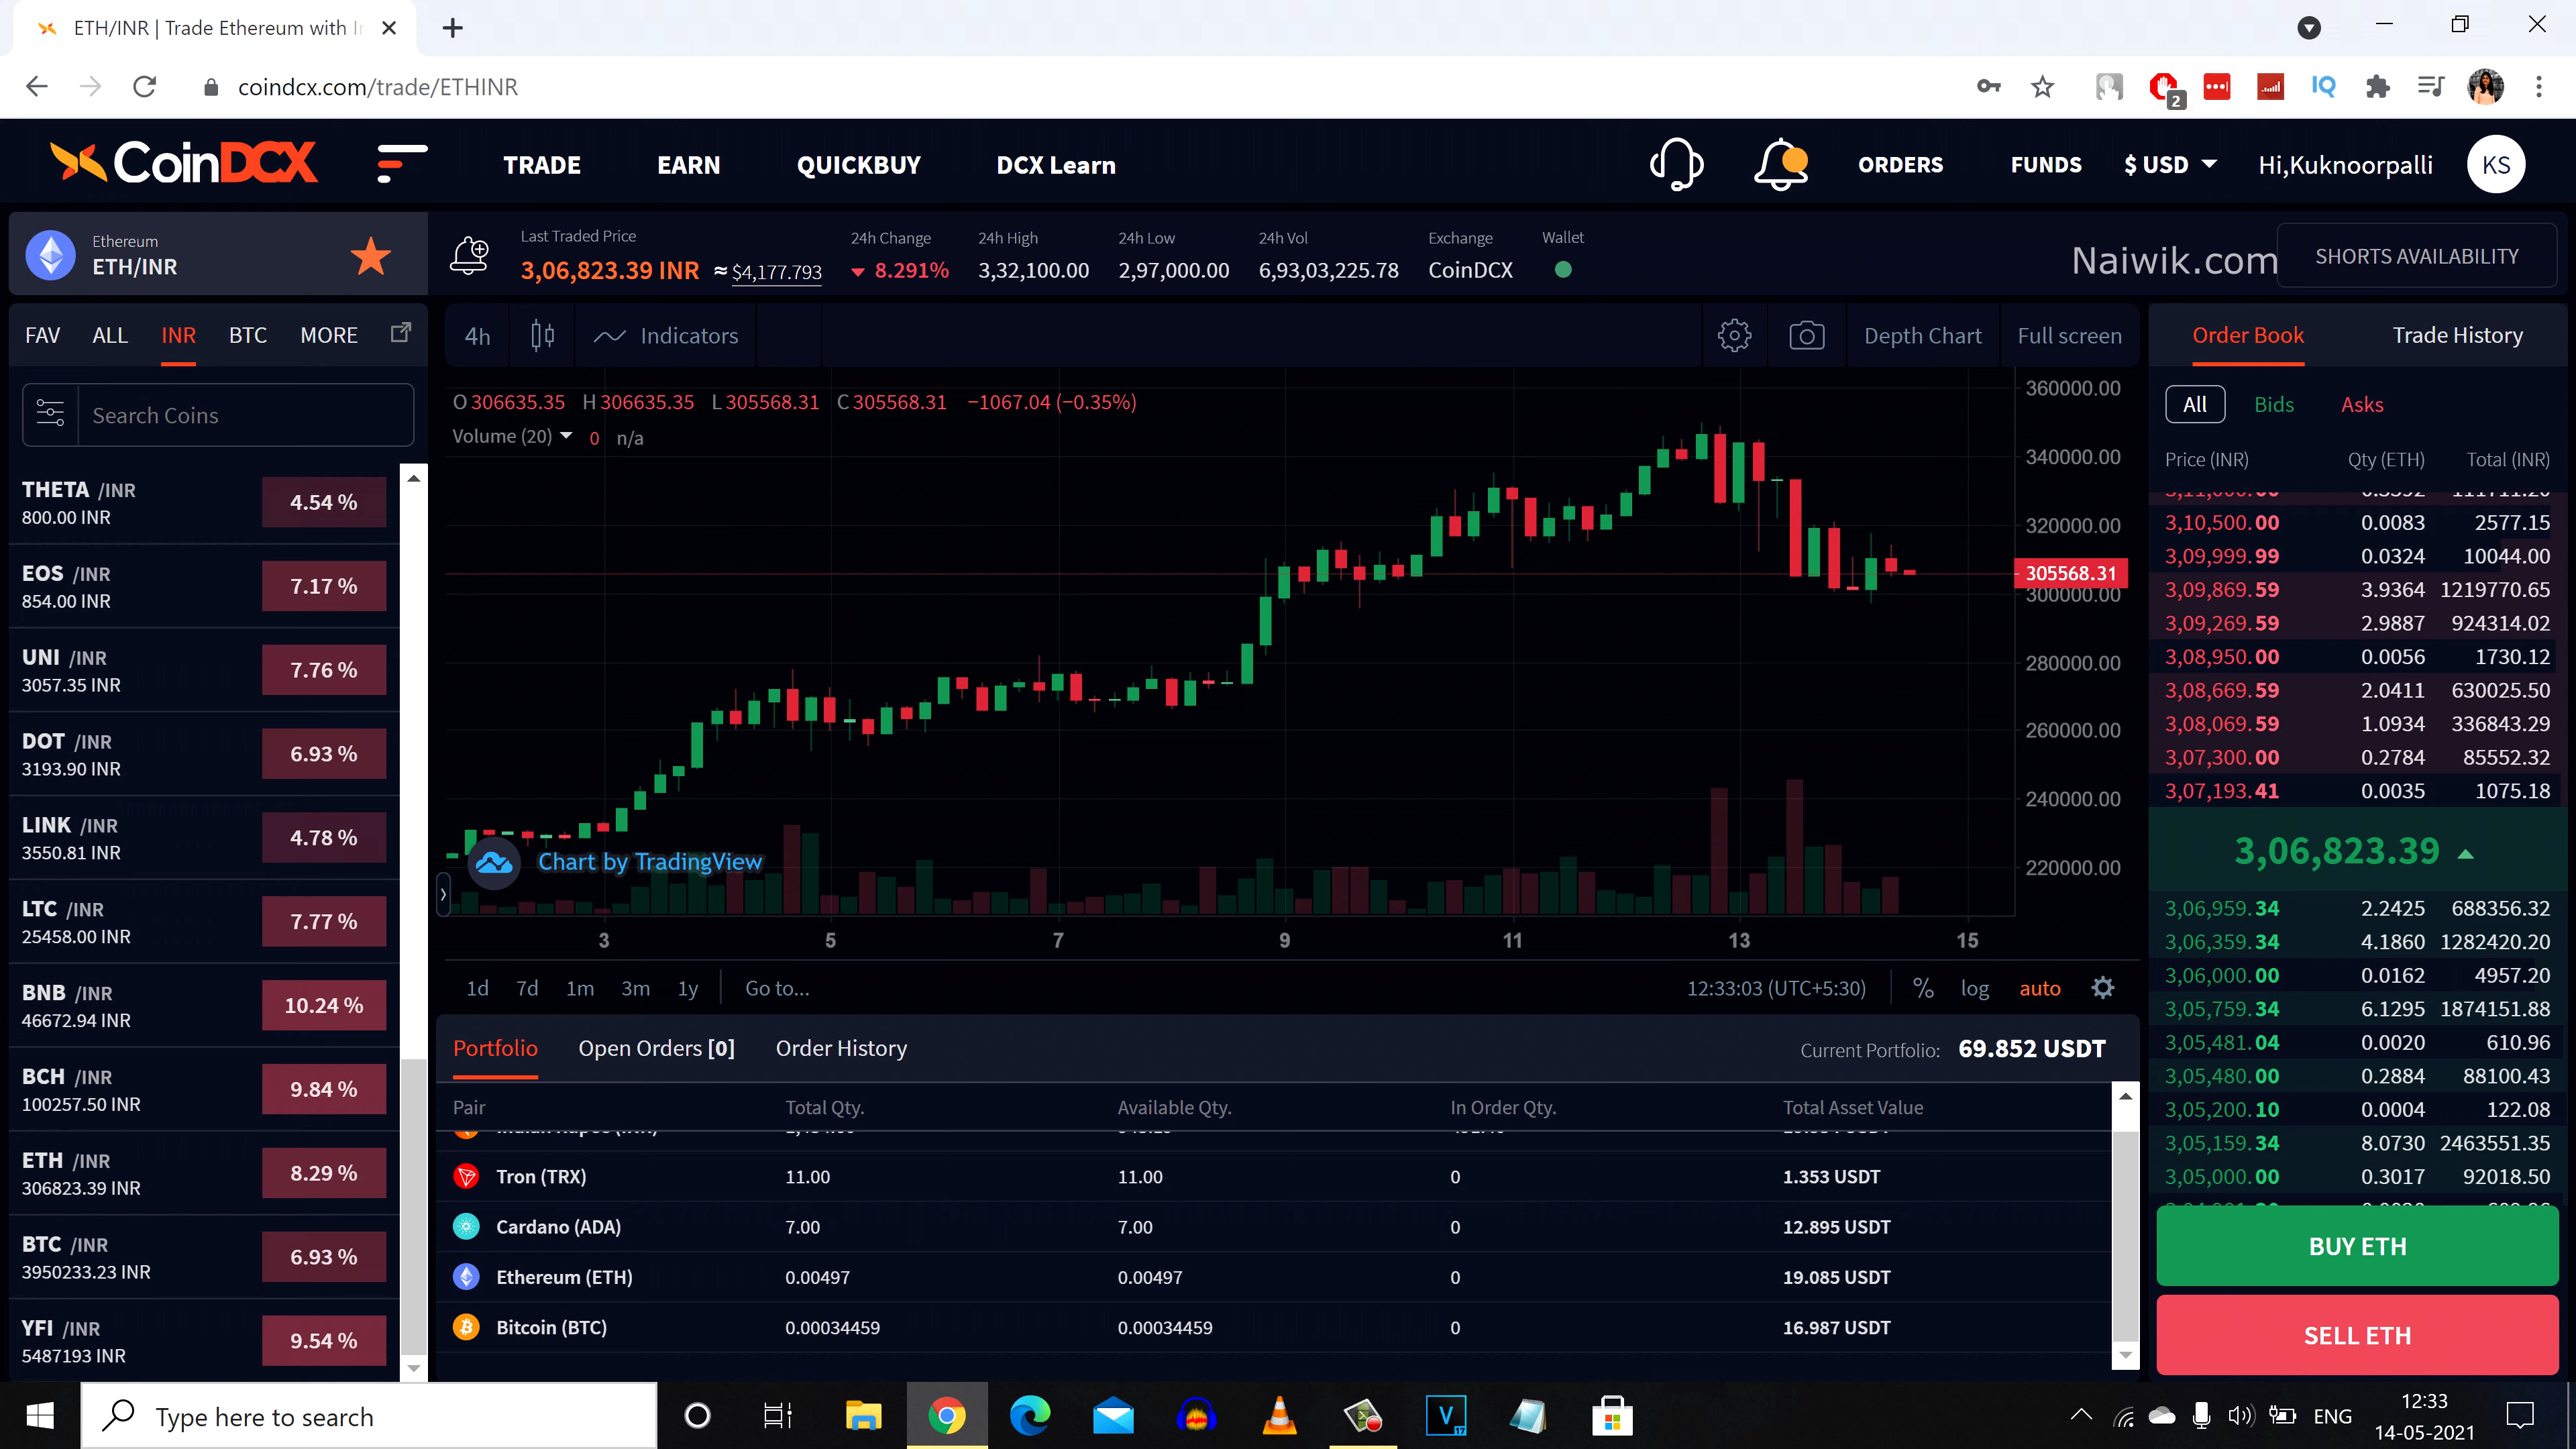 ETH/INR | Trade Ethereum with In
coindcx.com/trade/ETHINR
2
IQ
CoinDCX
TRADE EARN QUICKBUY DCX Learn
ORDERS FUNDS $ USD Hi,Kuknoorpalli KS
Ethereum
ETH/INR
Last Traded Price 24h Change 24h High 24h Low 24h Vol Exchange Wallet
3,06,823.39 INR ≈ $4,177.793 8.291% 3,32,100.00 2,97,000.00 6,93,03,225.78 CoinDCX
Naiwik.com
SHORTS AVAILABILITY
FAV ALL INR BTC MORE
Search Coins
THETA /INR
800.00 INR
4.54 %
EOS /INR
854.00 INR
7.17 %
UNI /INR
3057.35 INR
7.76 %
DOT /INR
3193.90 INR
6.93 %
LINK /INR
3550.81 INR
4.78 %
LTC /INR
25458.00 INR
7.77 %
BNB /INR
46672.94 INR
10.24 %
BCH /INR
100257.50 INR
9.84 %
ETH /INR
306823.39 INR
8.29 %
BTC /INR
3950233.23 INR
6.93 %
YFI /INR
5487193 INR
9.54 %
4h Indicators Depth Chart Full screen
O306635.35 H306635.35 L305568.31 C305568.31 −1067.04 (−0.35%)
Volume (20) 0 n/a
360000.00
340000.00
320000.00
305568.31
300000.00
280000.00
260000.00
240000.00
220000.00
Chart by TradingView
3 5 7 9 11 13 15
1d 7d 1m 3m 1y Go to... 12:33:03 (UTC+5:30) % log auto
Portfolio Open Orders [0] Order History Current Portfolio: 69.852 USDT
Pair Total Qty. Available Qty. In Order Qty. Total Asset Value
Tron (TRX) 11.00 11.00 0 1.353 USDT
Cardano (ADA) 7.00 7.00 0 12.895 USDT
Ethereum (ETH) 0.00497 0.00497 0 19.085 USDT
Bitcoin (BTC) 0.00034459 0.00034459 0 16.987 USDT
Order Book Trade History
All Bids Asks
Price (INR) Qty (ETH) Total (INR)
3,10,500.00 0.0083 2577.15
3,09,999.99 0.0324 10044.00
3,09,869.59 3.9364 1219770.65
3,09,269.59 2.9887 924314.02
3,08,950.00 0.0056 1730.12
3,08,669.59 2.0411 630025.50
3,08,069.59 1.0934 336843.29
3,07,300.00 0.2784 85552.32
3,07,193.41 0.0035 1075.18
3,06,823.39
3,06,959.34 2.2425 688356.32
3,06,359.34 4.1860 1282420.20
3,06,000.00 0.0162 4957.20
3,05,759.34 6.1295 1874151.88
3,05,481.04 0.0020 610.96
3,05,480.00 0.2884 88100.43
3,05,200.10 0.0004 122.08
3,05,159.34 8.0730 2463551.35
3,05,000.00 0.3017 92018.50
BUY ETH
SELL ETH
Type here to search
V
17
ENG
12:33
14-05-2021